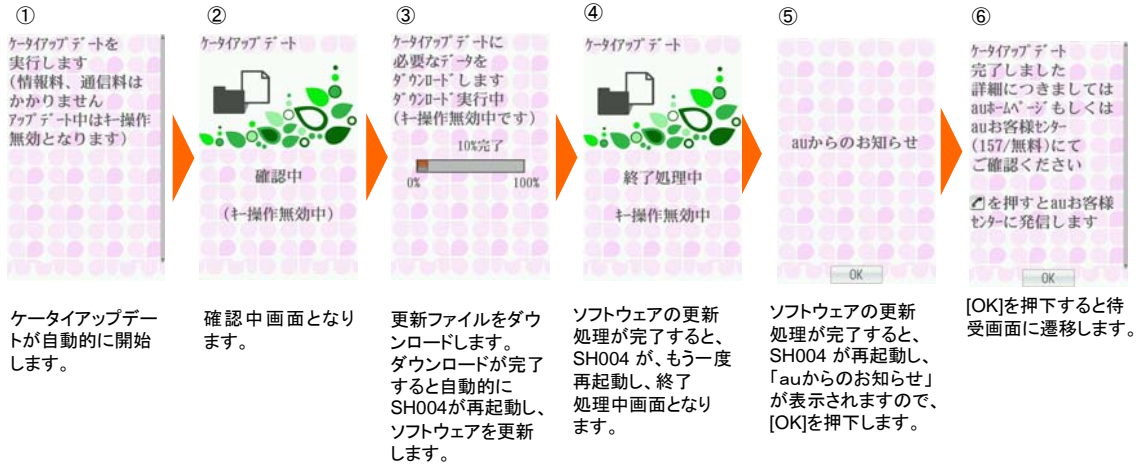 ①
ｹｰﾀｲｱｯﾌﾟﾃﾞｰﾄを
実行します
(情報料、通信料は
かかりません
ｱｯﾌﾟﾃﾞｰﾄ中はｷｰ操作
無効となります)
ケータイアップデー
トが自動的に開始
します。
②
ｹｰﾀｲｱｯﾌﾟﾃﾞｰﾄ
確認中
(ｷｰ操作無効中)
確認中画面となり
ます。
③
ｹｰﾀｲｱｯﾌﾟﾃﾞｰﾄに
必要なﾃﾞｰﾀを
ﾀﾞｳﾝﾛｰﾄﾞします
ﾀﾞｳﾝﾛｰﾄﾞ実行中
(ｷｰ操作無効中です)
10%完了
0% 100%
更新ファイルをダウ
ンロードします。
ダウンロードが完了
すると自動的に
SH004が再起動し、
ソフトウェアを更新
します。
④
ｹｰﾀｲｱｯﾌﾟﾃﾞｰﾄ
終了処理中
ｷｰ操作無効中
ソフトウェアの更新
処理が完了すると、
SH004 が、もう一度
再起動し、終了
処理中画面となり
ます。
⑤
auからのお知らせ
OK
ソフトウェアの更新
処理が完了すると、
SH004 が再起動し、
「auからのお知らせ」
が表示されますので、
[OK]を押下します。
⑥
ｹｰﾀｲｱｯﾌﾟﾃﾞｰﾄ
完了しました
詳細につきましては
auﾎｰﾑﾍﾟｰｼﾞもしくは
auお客様ｾﾝﾀｰ
(157/無料)にて
ご確認ください
を押すとauお客様
ｾﾝﾀｰに発信します
OK
[OK]を押下すると待
受画面に遷移します。